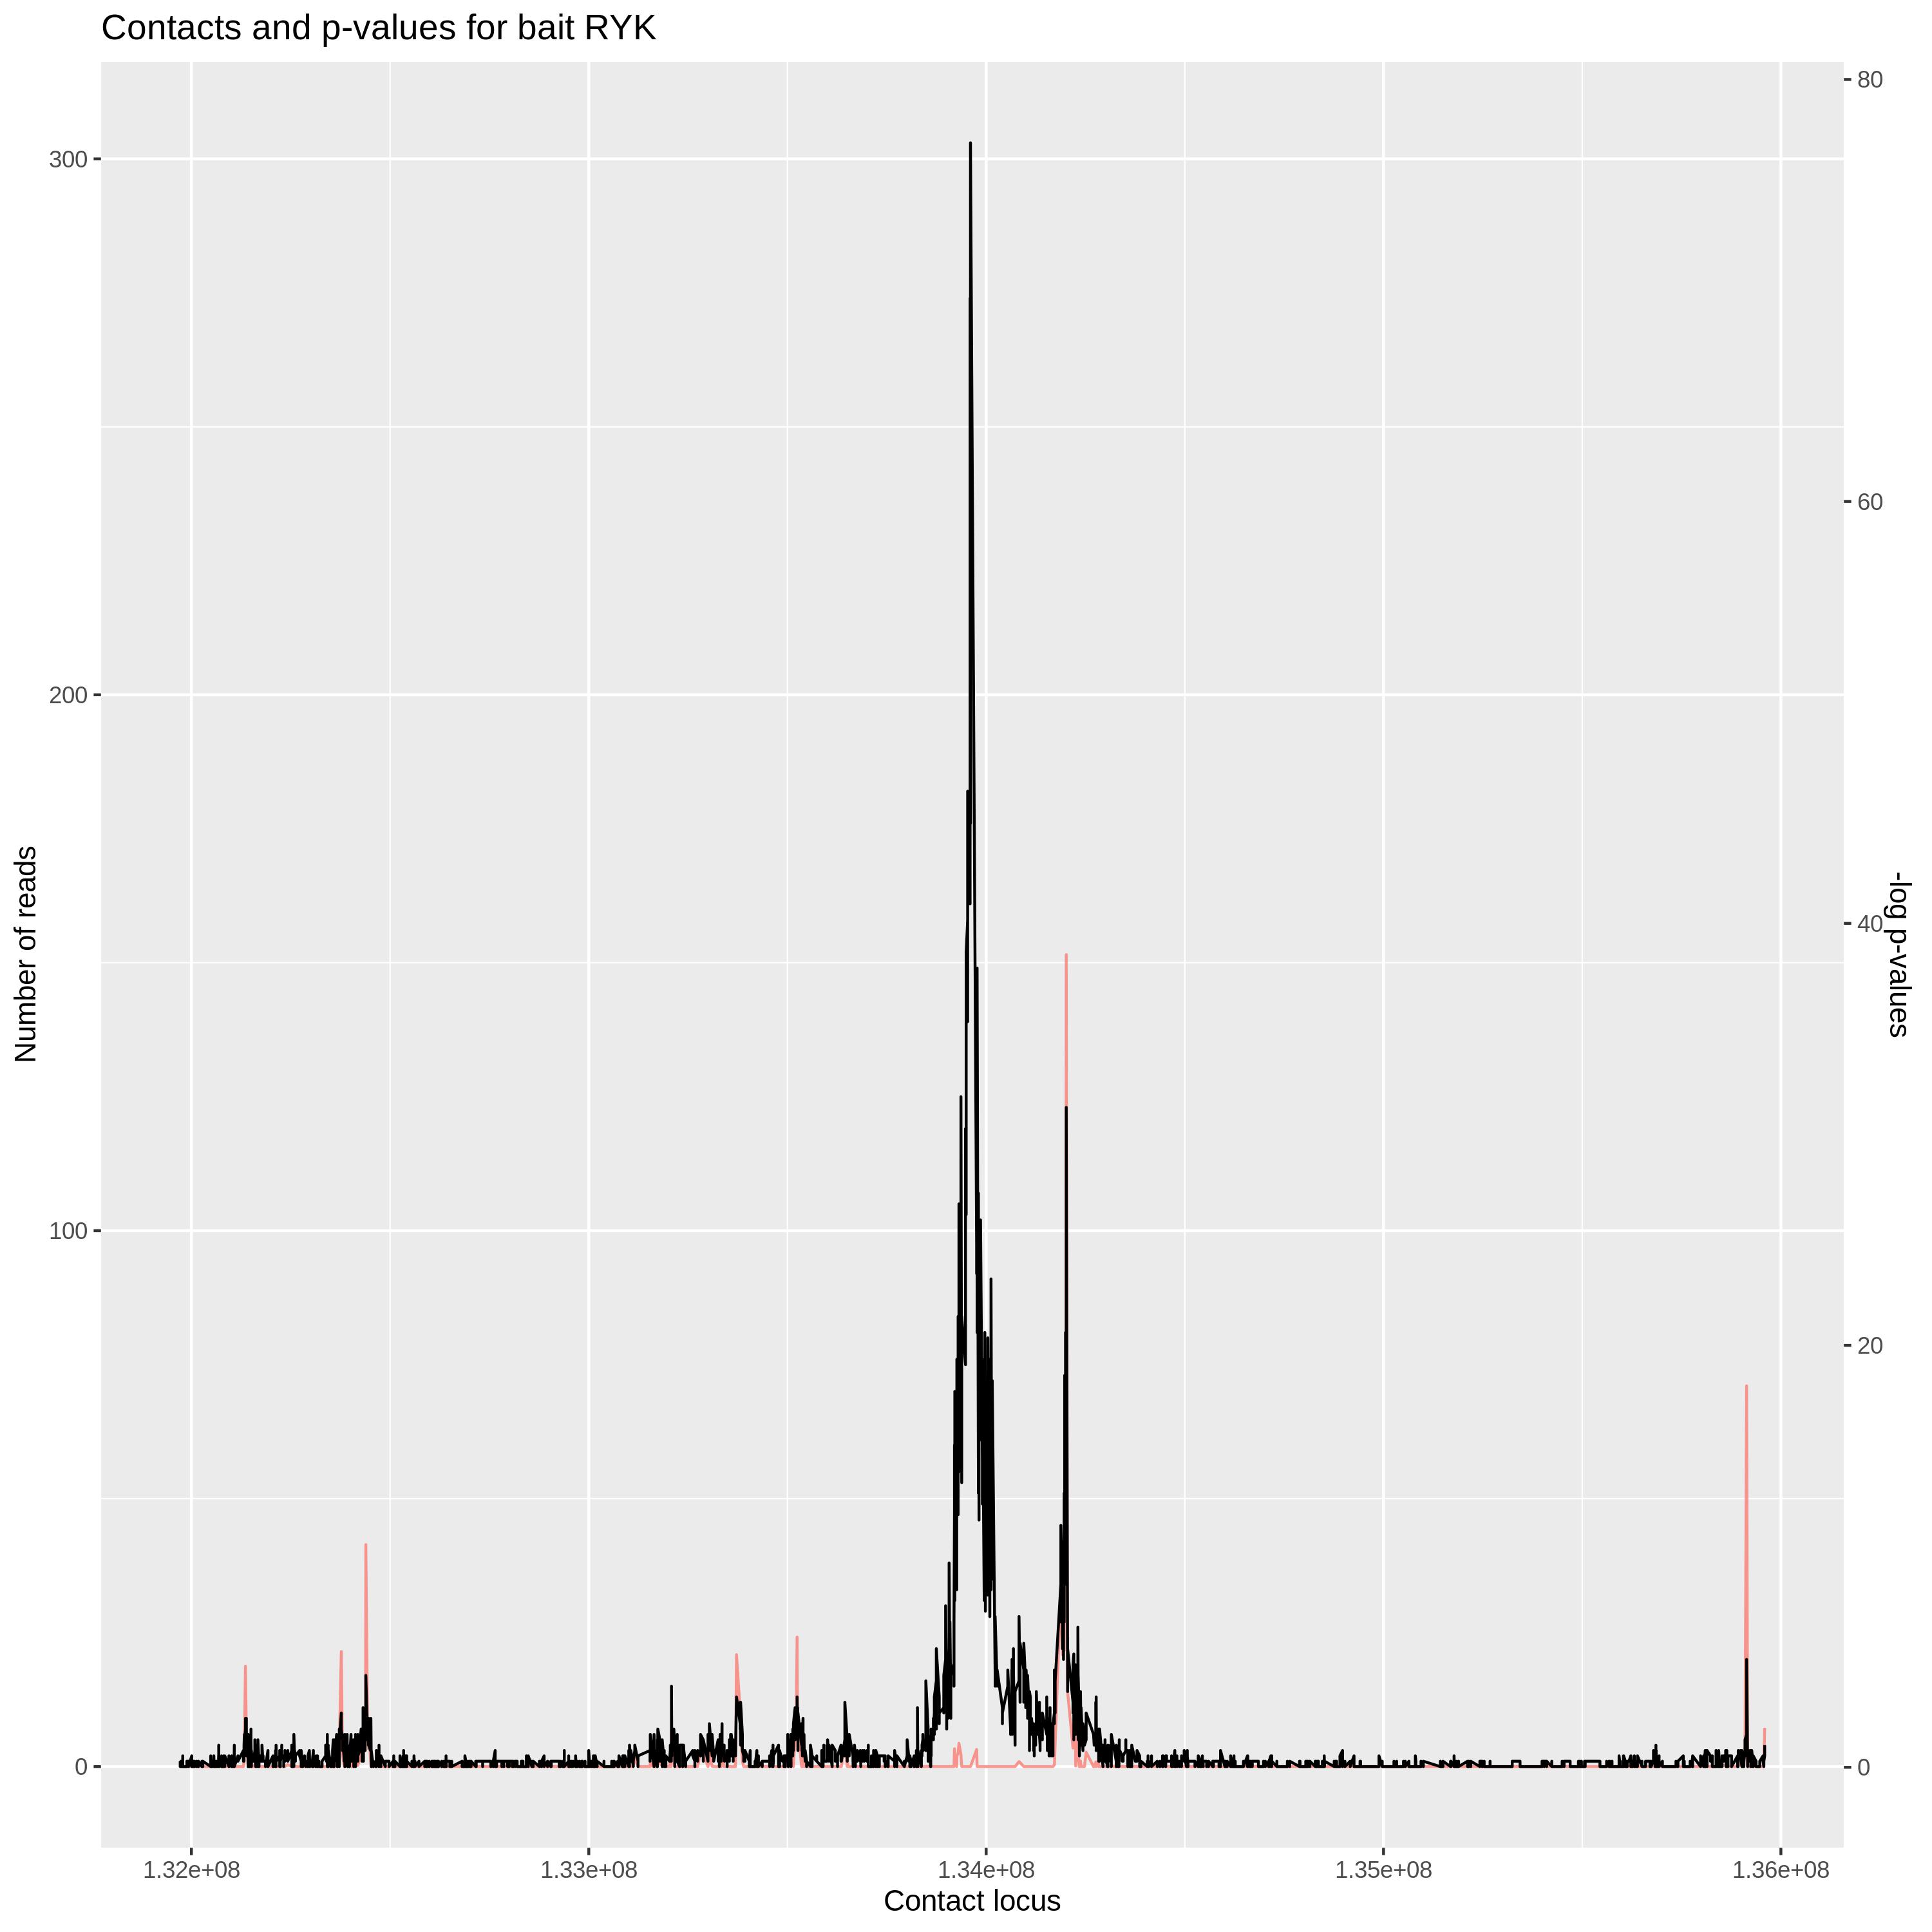 Contacts and p-values for bait RYK
300
200
100
0
Number of reads
80
60
40
20
0
-log p-values
1.32e+08
1.33e+08
1.34e+08
1.35e+08
1.36e+08
Contact locus